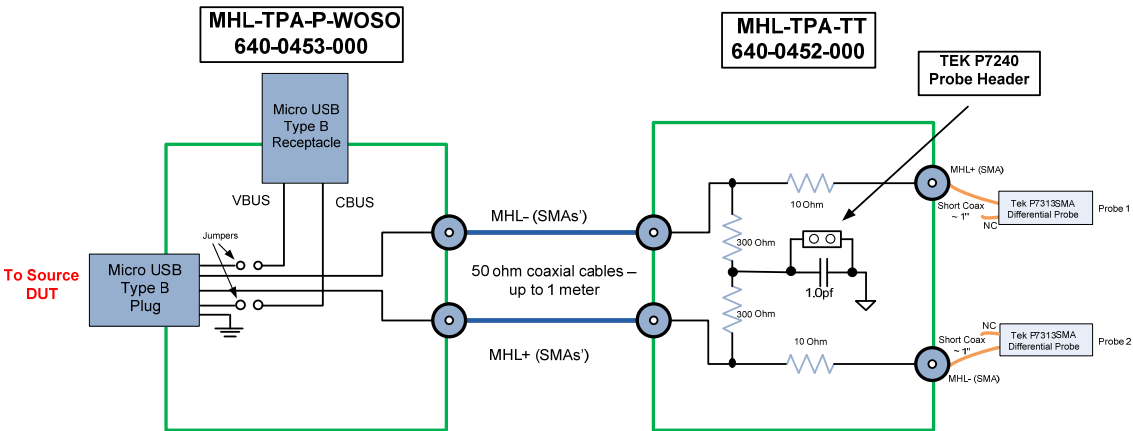 MHL-TPA-P-WOSO
640-0453-000
MHL-TPA-TT
640-0452-000
TEK P7240
Probe Header
Micro USB
Type B
Receptacle
VBUS
CBUS
Jumpers
To Source
DUT
Micro USB
Type B
Plug
MHL- (SMAs')
50 ohm coaxial cables –
up to 1 meter
MHL+ (SMAs')
10 Ohm
300 Ohm
1.0pf
300 Ohm
10 Ohm
MHL+ (SMA)
Short Coax
~ 1"
NC
Tek P7313SMA
Differential Probe
Probe 1
NC
Short Coax
~ 1"
Tek P7313SMA
Differential Probe
Probe 2
MHL- (SMA)